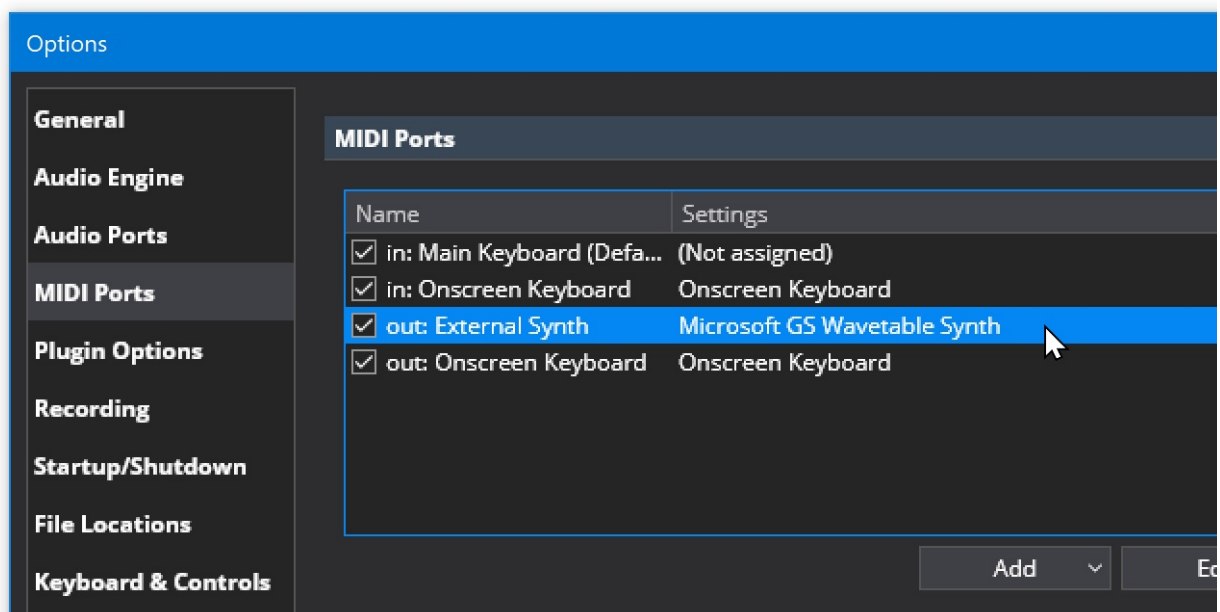 Options
General
Audio Engine
Audio Ports
MIDI Ports
Plugin Options
Recording
Startup/Shutdown
File Locations
Keyboard & Controls
MIDI Ports
Name Settings
in: Main Keyboard (Defa... (Not assigned)
in: Onscreen Keyboard Onscreen Keyboard
out: External Synth Microsoft GS Wavetable Synth
out: Onscreen Keyboard Onscreen Keyboard
Add